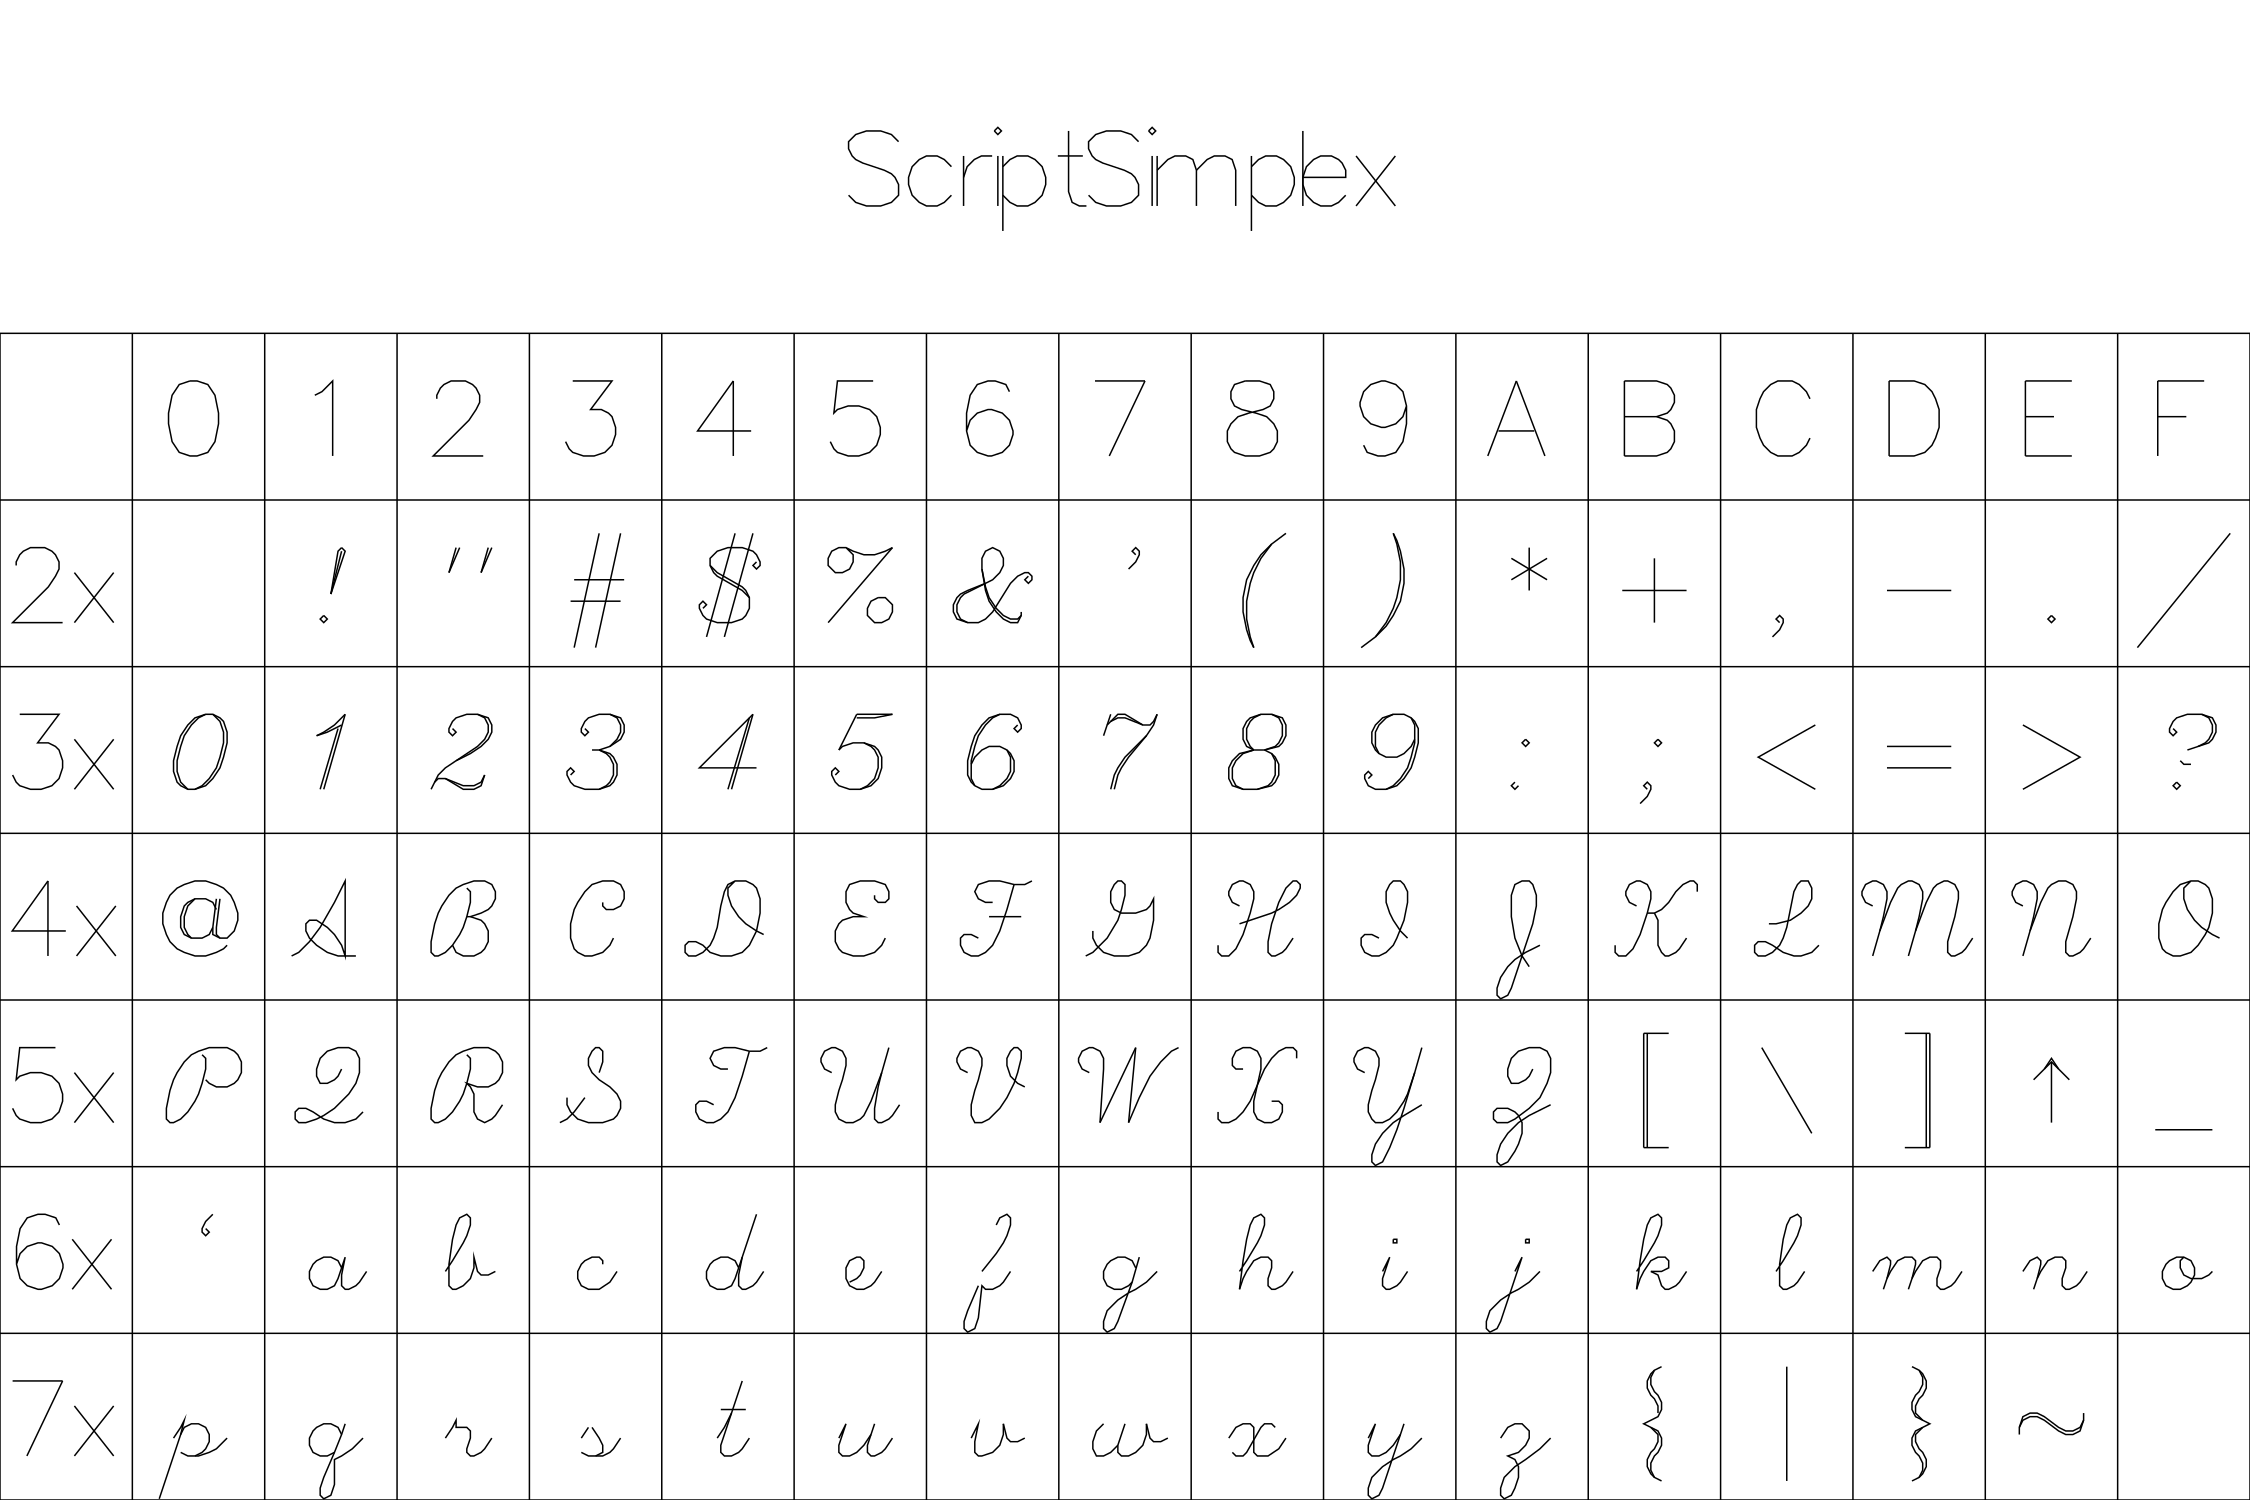 ScriptSimplex
0 1 2 3 4 5 6 7 8 9 A B C D E F
2x ! " # $ % & ’ ( ) * + , — . /
3x 0 1 2 3 4 5 6 7 8 9 : ; < = > ?
4x @ A B C D E F G H I J K L M N O
5x P Q R S T U V W X Y Z [ \ ] ↑ _
6x ‘ a b c d e f g h i j k l m n o
7x p q r s t u v w x y z { | } ~